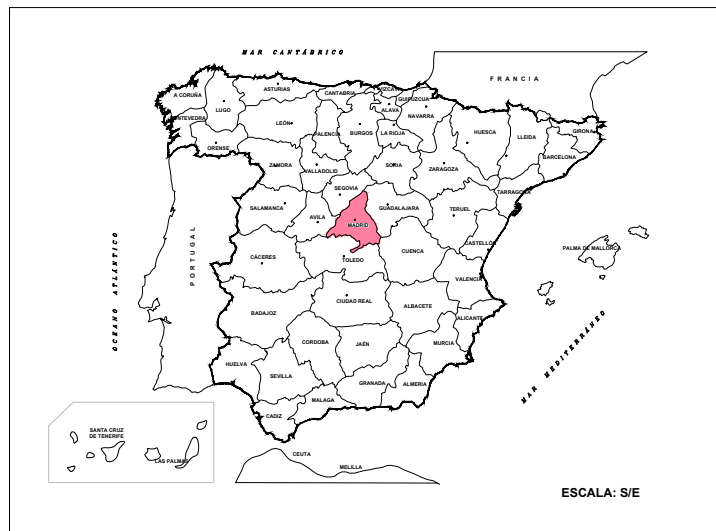 MAR CANTÁBRICO
FRANCIA
A CORUÑA
LUGO
ASTURIAS
CANTABRIA
VIZCAYA
GUIPUZCUA
ALAVA
NAVARRA
PONTEVEDRA
ORENSE
LEÓN
PALENCIA
BURGOS
LA RIOJA
HUESCA
LLEIDA
GIRONA
BARCELONA
ZAMORA
VALLADOLID
SORIA
ZARAGOZA
TARRAGONA
SEGOVIA
SALAMANCA
AVILA
MADRID
GUADALAJARA
TERUEL
CASTELLÓN
PALMA DE MALLORCA
OCEANO ATLÁNTICO
PORTUGAL
CÁCERES
TOLEDO
CUENCA
VALENCIA
BADAJOZ
CIUDAD REAL
ALBACETE
ALICANTE
MAR MEDITERRÁNEO
CORDOBA
JAÉN
MURCIA
HUELVA
SEVILLA
GRANADA
ALMERIA
CADIZ
MALAGA
SANTA CRUZ
DE TENERIFE
LAS PALMAS
CEUTA
MELILLA
ESCALA: S/E